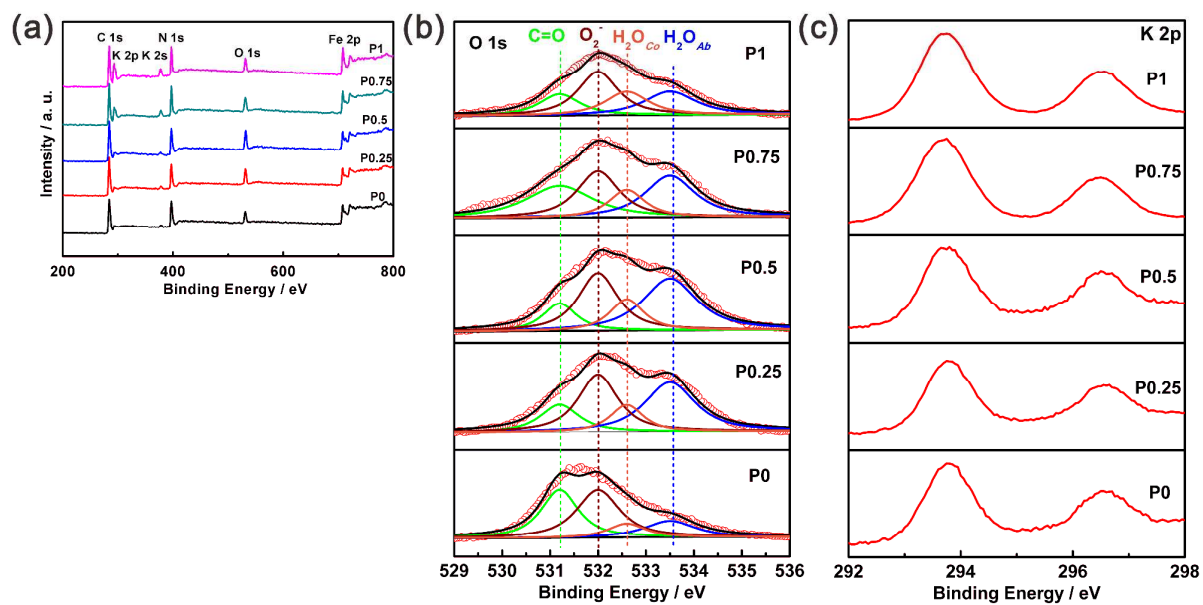 (a)
C 1s
N 1s
K 2p K 2s
O 1s
Fe 2p
P1
P0.75
P0.5
P0.25
P0
Intensity / a. u.
200 400 600 800
Binding Energy / eV
(b)
O 1s C=O O₂⁻ H₂O_Co H₂O_Ab
P1
P0.75
P0.5
P0.25
P0
529 530 531 532 533 534 535 536
Binding Energy / eV
(c)
K 2p
P1
P0.75
P0.5
P0.25
P0
292 294 296 298
Binding Energy / eV